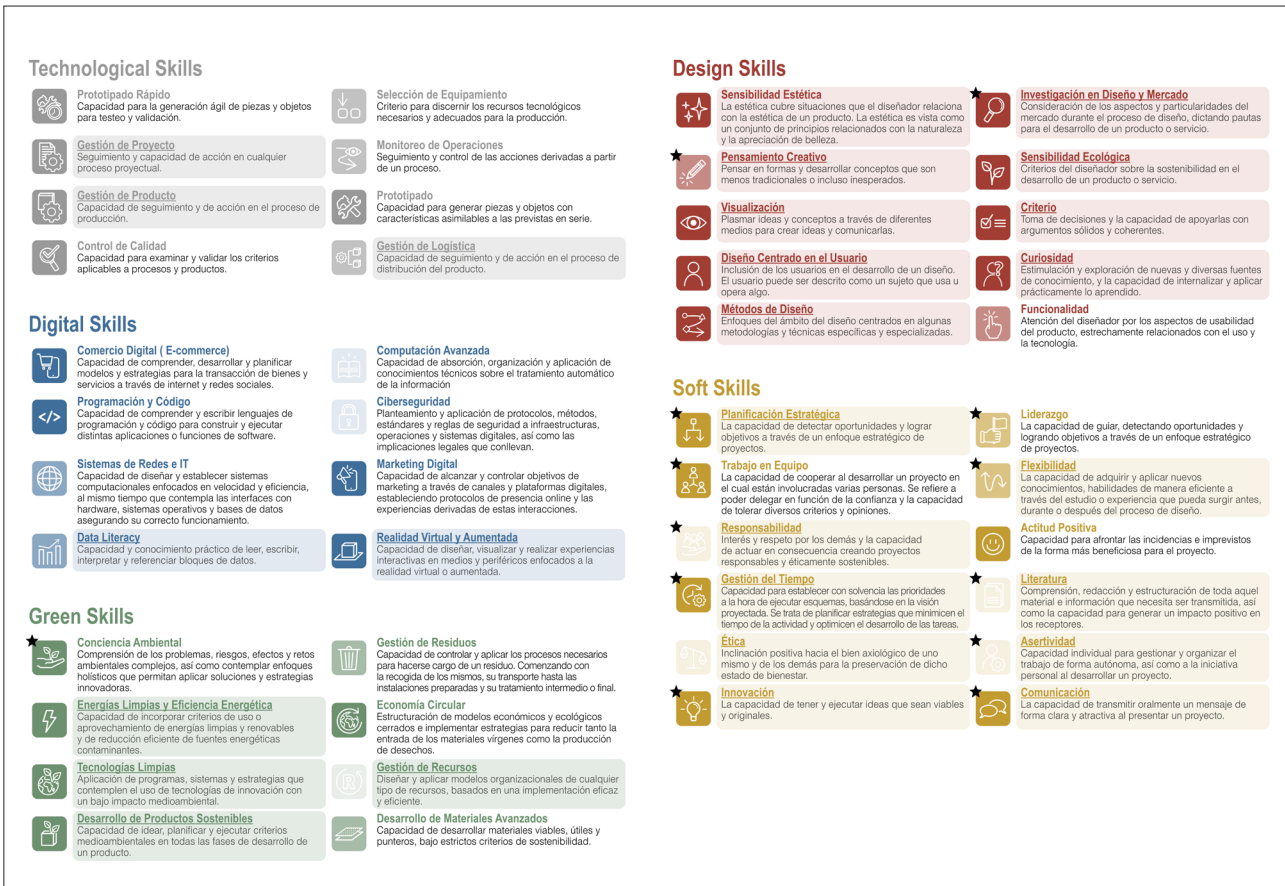 Technological Skills
Prototipado Rápido
Capacidad para la generación ágil de piezas y objetos
para testeo y validación.
Gestión de Proyecto
Seguimiento y capacidad de acción en cualquier
proceso proyectual.
Gestión de Producto
Capacidad de seguimiento y de acción en el proceso de
producción.
Control de Calidad
Capacidad para examinar y validar los criterios
aplicables a procesos y productos.
Selección de Equipamiento
Criterio para discernir los recursos tecnológicos
necesarios y adecuados para la producción.
Monitoreo de Operaciones
Seguimiento y control de las acciones derivadas a partir
de un proceso.
Prototipado
Capacidad para generar piezas y objetos con
características asimilables a las previstas en serie.
Gestión de Logística
Capacidad de seguimiento y de acción en el proceso de
distribución del producto.
Digital Skills
Comercio Digital ( E-commerce)
Capacidad de comprender, desarrollar y planificar
modelos y estrategias para la transacción de bienes y
servicios a través de internet y redes sociales.
Programación y Código
Capacidad de comprender y escribir lenguajes de
programación y código para construir y ejecutar
distintas aplicaciones o funciones de software.
Sistemas de Redes e IT
Capacidad de diseñar y establecer sistemas
computacionales enfocados en velocidad y eficiencia,
al mismo tiempo que contempla las interfaces con
hardware, sistemas operativos y bases de datos
asegurando su correcto funcionamiento.
Data Literacy
Capacidad y conocimiento práctico de leer, escribir,
interpretar y referenciar bloques de datos.
Computación Avanzada
Capacidad de absorción, organización y aplicación de
conocimientos técnicos sobre el tratamiento automático
de la información
Ciberseguridad
Planteamiento y aplicación de protocolos, métodos,
estándares y reglas de seguridad a infraestructuras,
operaciones y sistemas digitales, así como las
implicaciones legales que conllevan.
Marketing Digital
Capacidad de alcanzar y controlar objetivos de
marketing a través de canales y plataformas digitales,
estableciendo protocolos de presencia online y las
experiencias derivadas de estas interacciones.
Realidad Virtual y Aumentada
Capacidad de diseñar, visualizar y realizar experiencias
interactivas en medios y periféricos enfocados a la
realidad virtual o aumentada.
Green Skills
Conciencia Ambiental
Comprensión de los problemas, riesgos, efectos y retos
ambientales complejos, así como contemplar enfoques
holísticos que permitan aplicar soluciones y estrategias
innovadoras.
Energías Limpias y Eficiencia Energética
Capacidad de incorporar criterios de uso o
aprovechamiento de energías limpias y renovables
y de reducción eficiente de fuentes energéticas
contaminantes.
Tecnologías Limpias
Aplicación de programas, sistemas y estrategias que
contemplen el uso de tecnologías de innovación con
un bajo impacto medioambiental.
Desarrollo de Productos Sostenibles
Capacidad de idear, planificar y ejecutar criterios
medioambientales en todas las fases de desarrollo de
un producto.
Gestión de Residuos
Capacidad de controlar y aplicar los procesos necesarios
para hacerse cargo de un residuo. Comenzando con
la recogida de los mismos, su transporte hasta las
instalaciones preparadas y su tratamiento intermedio o final.
Economía Circular
Estructuración de modelos económicos y ecológicos
cerrados e implementar estrategias para reducir tanto la
entrada de los materiales vírgenes como la producción
de desechos.
Gestión de Recursos
Diseñar y aplicar modelos organizacionales de cualquier
tipo de recursos, basados en una implementación eficaz
y eficiente.
Desarrollo de Materiales Avanzados
Capacidad de desarrollar materiales viables, útiles y
punteros, bajo estrictos criterios de sostenibilidad.
Design Skills
Sensibilidad Estética
La estética cubre situaciones que el diseñador relaciona
con la estética de un producto. La estética es vista como
un conjunto de principios relacionados con la naturaleza
y la apreciación de belleza.
Pensamiento Creativo
Pensar en formas y desarrollar conceptos que son
menos tradicionales o incluso inesperados.
Visualización
Plasmar ideas y conceptos a través de diferentes
medios para crear ideas y comunicarlas.
Diseño Centrado en el Usuario
Inclusión de los usuarios en el desarrollo de un diseño.
El usuario puede ser descrito como un sujeto que usa u
opera algo.
Métodos de Diseño
Enfoques del ámbito del diseño centrados en algunas
metodologías y técnicas específicas y especializadas.
Investigación en Diseño y Mercado
Consideración de los aspectos y particularidades del
mercado durante el proceso de diseño, dictando pautas
para el desarrollo de un producto o servicio.
Sensibilidad Ecológica
Criterios del diseñador sobre la sostenibilidad en el
desarrollo de un producto o servicio.
Criterio
Toma de decisiones y la capacidad de apoyarlas con
argumentos sólidos y coherentes.
Curiosidad
Estimulación y exploración de nuevas y diversas fuentes
de conocimiento, y la capacidad de internalizar y aplicar
prácticamente lo aprendido.
Funcionalidad
Atención del diseñador por los aspectos de usabilidad
del producto, estrechamente relacionados con el uso y
la tecnología.
Soft Skills
Planificación Estratégica
La capacidad de detectar oportunidades y lograr
objetivos a través de un enfoque estratégico de
proyectos.
Trabajo en Equipo
La capacidad de cooperar al desarrollar un proyecto en
el cual están involucradas varias personas. Se refiere a
poder delegar en función de la confianza y la capacidad
de tolerar diversos criterios y opiniones.
Responsabilidad
Interés y respeto por los demás y la capacidad
de actuar en consecuencia creando proyectos
responsables y éticamente sostenibles.
Gestión del Tiempo
Capacidad para establecer con solvencia las prioridades
a la hora de ejecutar esquemas, basándose en la visión
proyectada. Se trata de planificar estrategias que minimicen el
tiempo de la actividad y optimicen el desarrollo de las tareas.
Ética
Inclinación positiva hacia el bien axiológico de uno
mismo y de los demás para la preservación de dicho
estado de bienestar.
Innovación
La capacidad de tener y ejecutar ideas que sean viables
y originales.
Liderazgo
La capacidad de guiar, detectando oportunidades y
logrando objetivos a través de un enfoque estratégico
de proyectos.
Flexibilidad
La capacidad de adquirir y aplicar nuevos
conocimientos, habilidades de manera eficiente a
través del estudio o experiencia que pueda surgir antes,
durante o después del proceso de diseño.
Actitud Positiva
Capacidad para afrontar las incidencias e imprevistos
de la forma más beneficiosa para el proyecto.
Literatura
Comprensión, redacción y estructuración de toda aquel
material e información que necesita ser transmitida, así
como la capacidad para generar un impacto positivo en
los receptores.
Asertividad
Capacidad individual para gestionar y organizar el
trabajo de forma autónoma, así como a la iniciativa
personal al desarrollar un proyecto.
Comunicación
La capacidad de transmitir oralmente un mensaje de
forma clara y atractiva al presentar un proyecto.